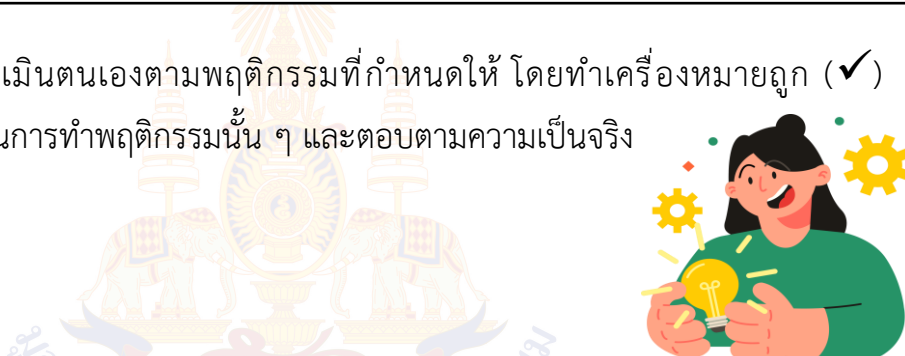 เมินตนเองตามพฤติกรรมที่กำหนดให้ โดยทำเครื่องหมายถูก (✓)
นการทำพฤติกรรมนั้น ๆ และตอบตามความเป็นจริง